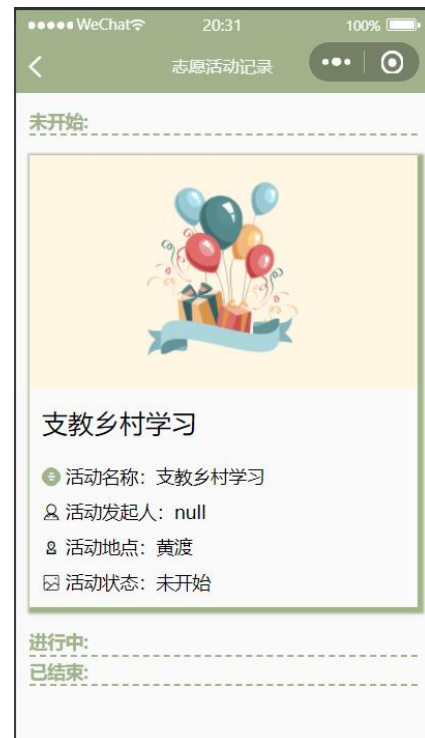 WeChat 20:31 100%
志愿活动记录
未开始:
支教乡村学习
活动名称：支教乡村学习
活动发起人：null
活动地点：黄渡
活动状态：未开始
进行中:
已结束: